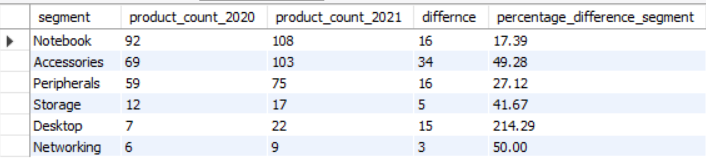 segment product_count_2020 product_count_2021 differnce percentage_difference_segment
Notebook 92 108 16 17.39
Accessories 69 103 34 49.28
Peripherals 59 75 16 27.12
Storage 12 17 5 41.67
Desktop 7 22 15 214.29
Networking 6 9 3 50.00